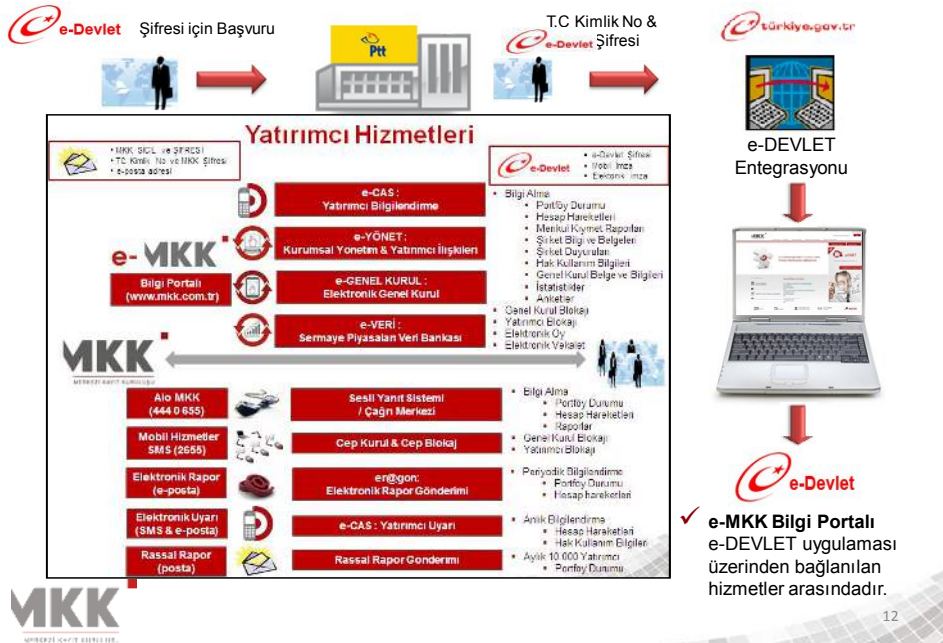 e-Devlet Şifresi için Başvuru
Ptt
T.C Kimlik No &
e-Devlet Şifresi
türkiye.gov.tr
e-DEVLET
Entegrasyonu
Yatırımcı Hizmetleri
• MKK SİCİL ve ŞİFRESİ
• TC Kimlik No ve MKK Şifresi
• e-posta adresi
e-Devlet
• e-Devlet Şifresi
• Mobil İmza
• Elektronik İmza
e-MKK
Bilgi Portalı
(www.mkk.com.tr)
e-CAS :
Yatırımcı Bilgilendirme
e-YÖNET:
Kurumsal Yönetim & Yatırımcı İlişkileri
e-GENEL KURUL :
Elektronik Genel Kurul
e-VERİ :
Sermaye Piyasaları Veri Bankası
• Bilgi Alma
• Portföy Durumu
• Hesap Hareketleri
• Menkul Kıymet Raporları
• Şirket Bilgi ve Belgeleri
• Şirket Duyuruları
• Hak Kullanım Bilgileri
• Genel Kurul Belge ve Bilgileri
• İstatistikler
• Anketler
• Genel Kurul Blokajı
• Yatırımcı Blokajı
• Elektronik Oy
• Elektronik Vekalet
MKK
MERKEZİ KAYIT KURULUŞU
Alo MKK
(444 0 655)
Sesli Yanıt Sistemi
/ Çağrı Merkezi
• Bilgi Alma
• Portföy Durumu
• Hesap Hareketleri
• Raporlar
• Genel Kurul Blokajı
• Yatırımcı Blokajı
Mobil Hizmetler
SMS (2655)
Cep Kurul & Cep Blokaj
Elektronik Rapor
(e-posta)
er@gon:
Elektronik Rapor Gönderimi
• Periyodik Bilgilendirme
• Portföy Durumu
• Hesap hareketleri
Elektronik Uyarı
(SMS & e-posta)
e-CAS : Yatırımcı Uyarı
• Anlık Bilgilendirme
• Hesap Hareketleri
• Hak Kullanım Bilgileri
Rassal Rapor
(posta)
Rassal Rapor Gönderimi
• Aylık 10.000 Yatırımcı
• Portföy Durumu
e-Devlet
✓ e-MKK Bilgi Portalı
e-DEVLET uygulaması
üzerinden bağlanılan
hizmetler arasındadır.
MKK
MERKEZİ KAYIT KURULUŞU
12